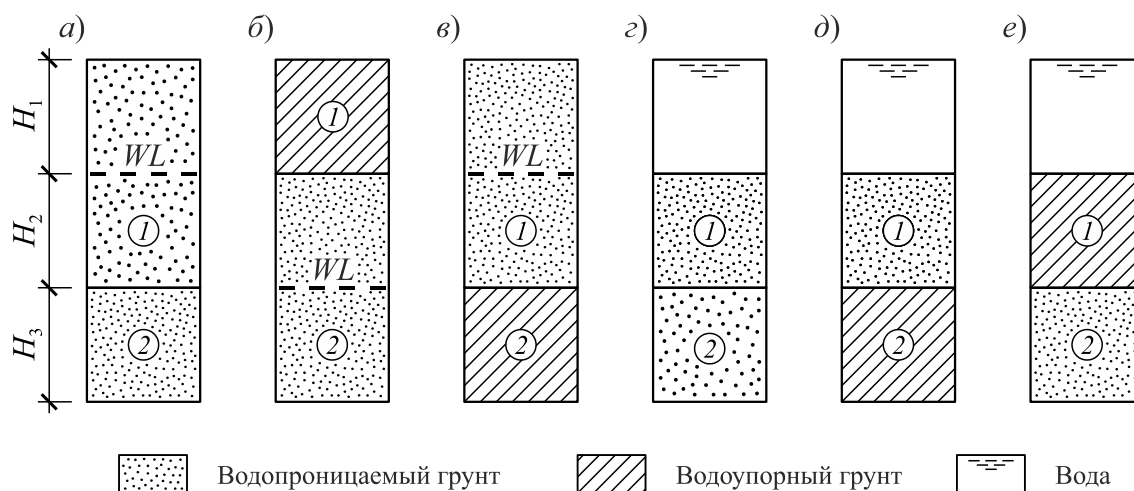 а) б) в) г) д) е)
H₁
1
WL WL
H₂
1 1 1 1 1
WL
H₃
2 2 2 2 2 2
Водопроницаемый грунт Водоупорный грунт Вода